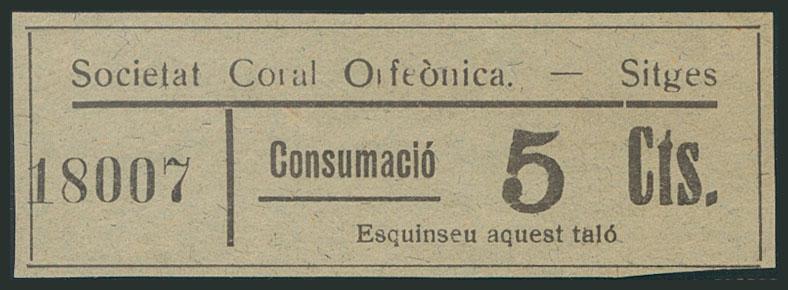 Societat Coral Orfeònica. — Sitges
18007
Consumació 5 Cts.
Esquinseu aquest taló